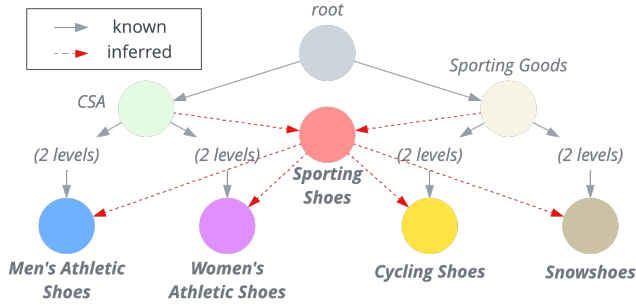 root
known
inferred
CSA
Sporting Goods
(2 levels)
(2 levels)
(2 levels)
(2 levels)
Sporting
Shoes
Men's Athletic
Shoes
Women's
Athletic Shoes
Cycling Shoes
Snowshoes